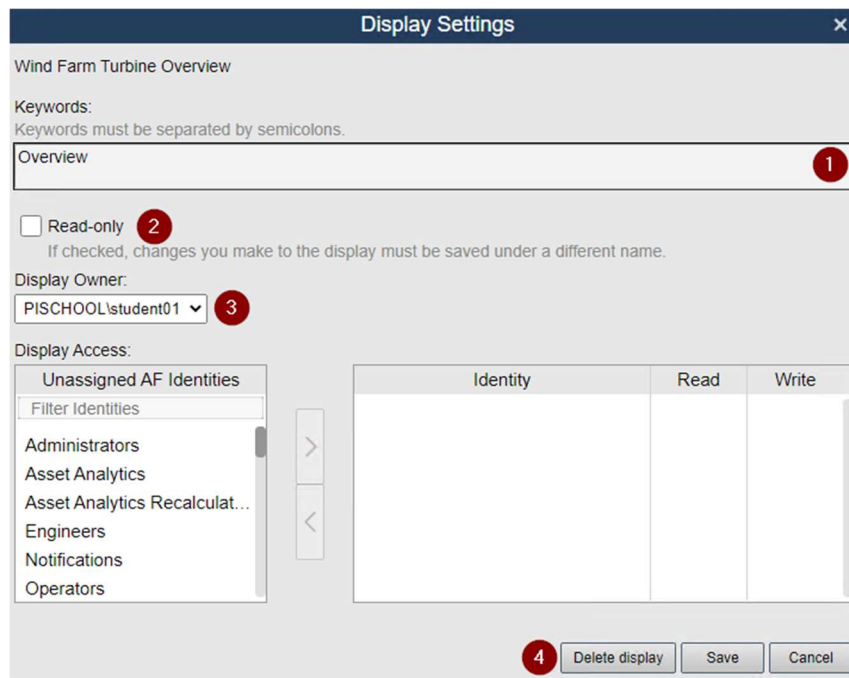 Display Settings ×
Wind Farm Turbine Overview
Keywords:
Keywords must be separated by semicolons.
Overview
1
Read-only 2
If checked, changes you make to the display must be saved under a different name.
Display Owner:
PISCHOOL\student01 3
Display Access:
Unassigned AF Identities Identity Read Write
Filter Identities
Administrators
Asset Analytics
Asset Analytics Recalculat...
Engineers
Notifications
Operators
4 Delete display Save Cancel